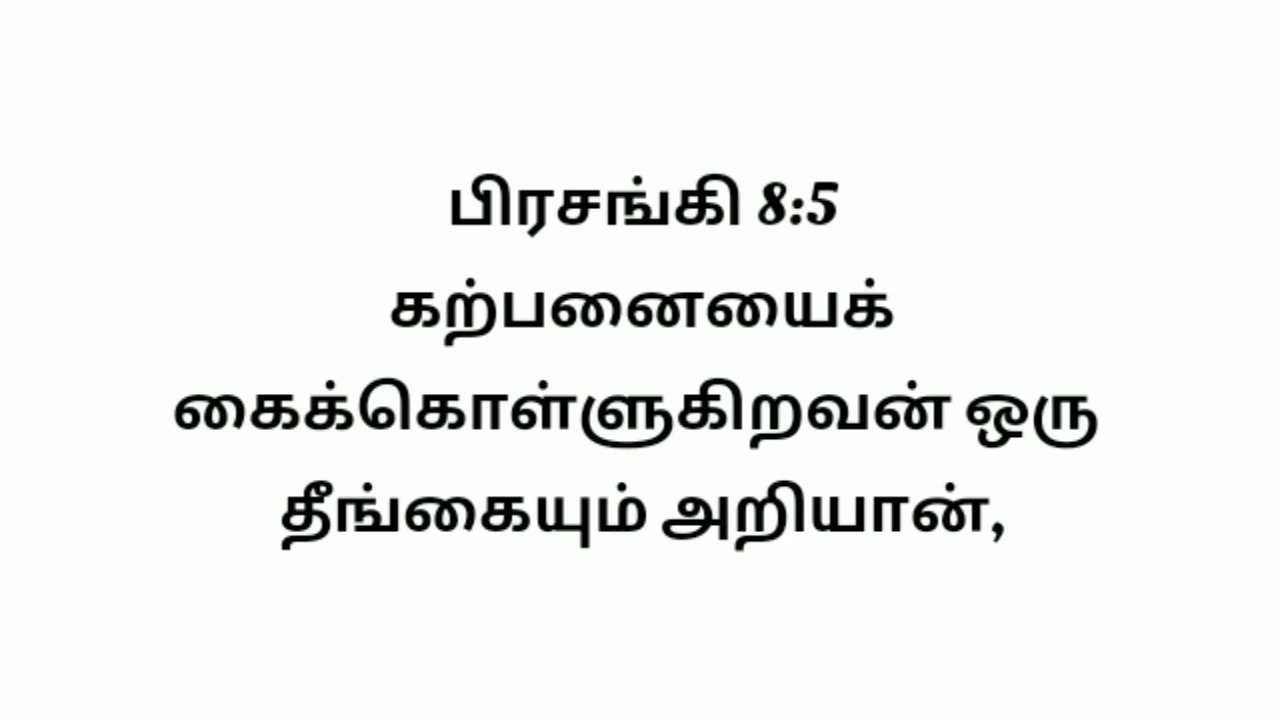 பிரசங்கி 8:5
கற்பனையைக்
கைக்கொள்ளுகிறவன் ஒரு
தீங்கையும் அறியான்,